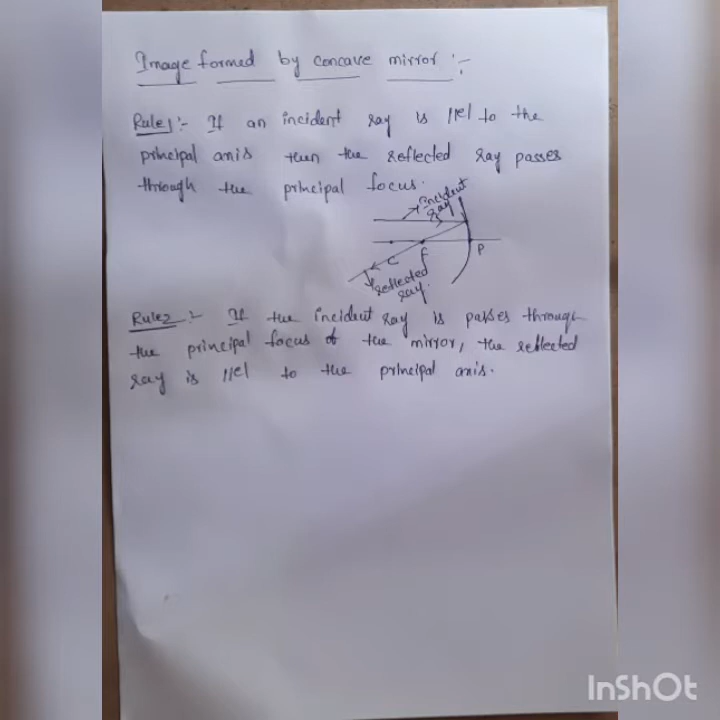 Image formed by concave mirror :-
Rule1 :- If an incident ray is llel to the
principal axis then the reflected ray passes
through the principal focus.
Incident
ray
C F P
reflected
ray.
Rule2 :- If the incident ray is passes through
the principal focus of the mirror, the reflected
ray is llel to the principal axis.
InShOt